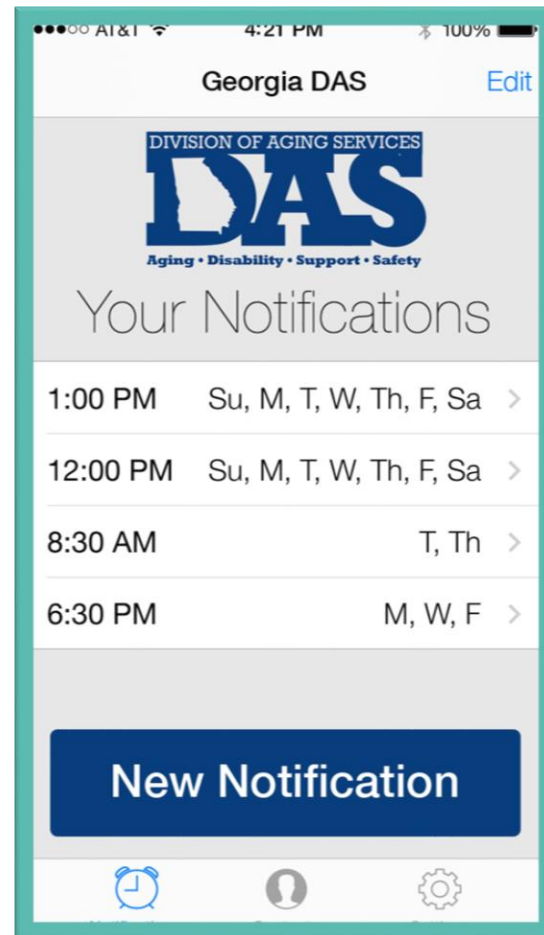 ●●●○○ AT&T 4:21 PM 100%
Georgia DAS Edit
DIVISION OF AGING SERVICES
DAS
Aging • Disability • Support • Safety
Your Notifications
1:00 PM Su, M, T, W, Th, F, Sa >
12:00 PM Su, M, T, W, Th, F, Sa >
8:30 AM T, Th >
6:30 PM M, W, F >
New Notification